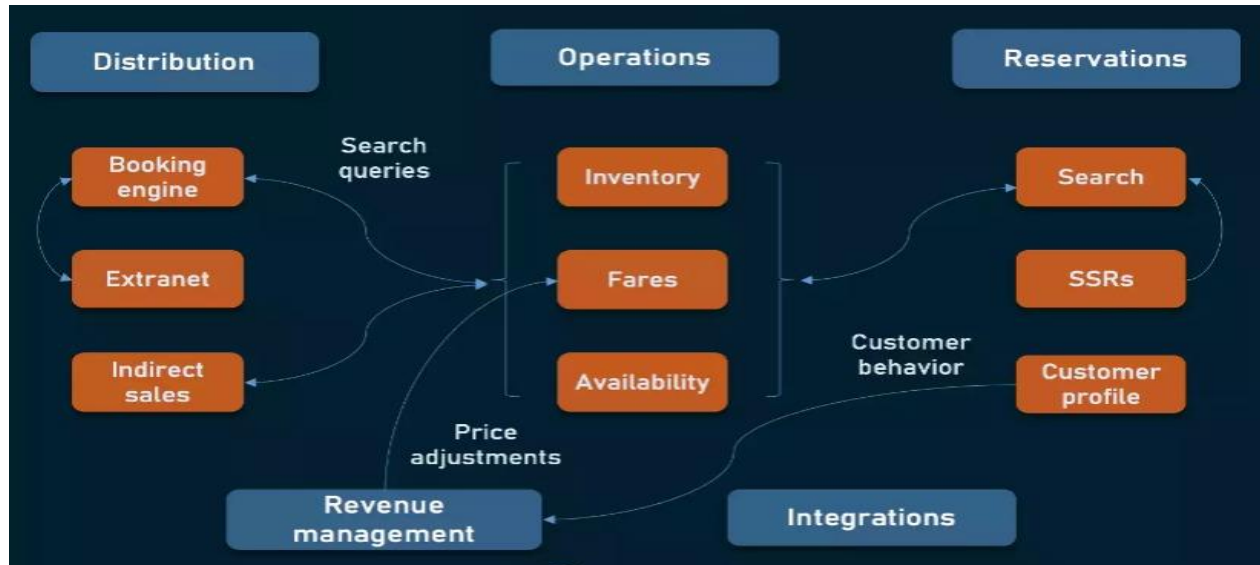 Distribution
Operations
Reservations
Search
queries
Booking
engine
Inventory
Search
Extranet
Fares
SSRs
Customer
behavior
Indirect
sales
Availability
Customer
profile
Price
adjustments
Revenue
management
Integrations